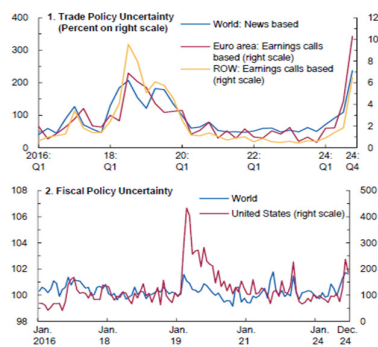 1. Trade Policy Uncertainty
(Percent on right scale)
World: News based
Euro area: Earnings calls
based (right scale)
ROW: Earnings calls based
(right scale)
400
300
200
100
0
12
10
8
6
4
2
0
2016: 18: 20: 22: 24: 24:
Q1 Q1 Q1 Q1 Q1 Q4
2. Fiscal Policy Uncertainty
World
United States (right scale)
108
106
104
102
100
98
500
400
300
200
100
0
Jan. Jan. Jan. Jan. Jan. Dec.
2016 18 19 21 24 24